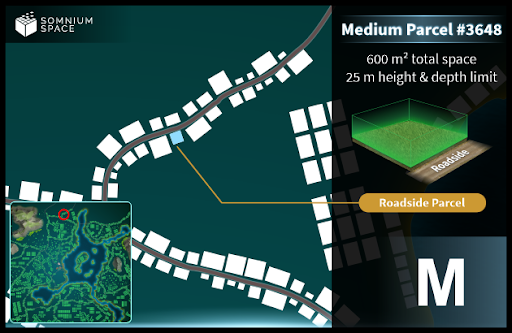 SOMNIUM
SPACE
Medium Parcel #3648
600 m² total space
25 m height & depth limit
Roadside
Roadside Parcel
M